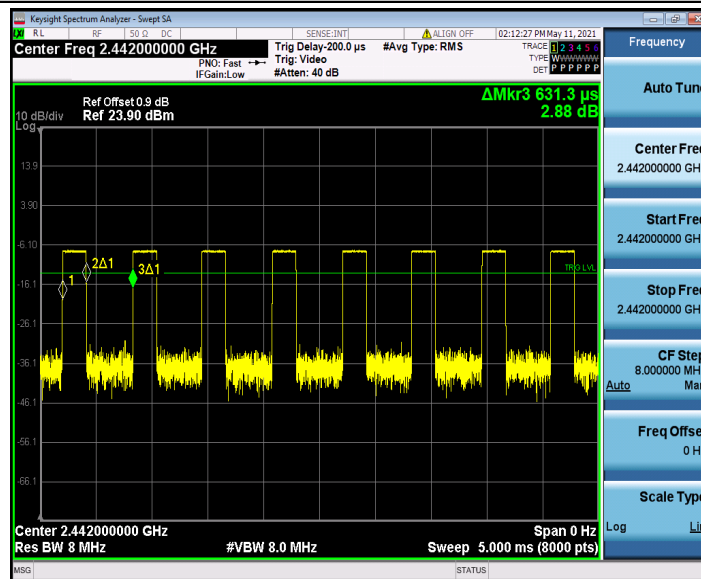 Keysight Spectrum Analyzer - Swept SA
LXI RL RF 50 Ω DC SENSE:INT ALIGN OFF 02:12:27 PM May 11, 2021
Center Freq 2.442000000 GHz
PNO: Fast
IFGain:Low
Trig Delay-200.0 µs
Trig: Video
#Atten: 40 dB
#Avg Type: RMS
TRACE 1 2 3 4 5 6
TYPE WWWWWW
DET P P P P P P
Ref Offset 0.9 dB
10 dB/div Ref 23.90 dBm
Log
ΔMkr3 631.3 µs
2.88 dB
13.9
3.90
-6.10
-16.1
-26.1
-36.1
-46.1
-56.1
-66.1
1
2Δ1
3Δ1
TRIG LVL
Center 2.442000000 GHz Span 0 Hz
Res BW 8 MHz #VBW 8.0 MHz Sweep 5.000 ms (8000 pts)
MSG STATUS
Frequency
Auto Tun
Center Fre
2.442000000 GH
Start Fre
2.442000000 GH
Stop Fre
2.442000000 GH
CF Step
8.000000 MH
Auto Man
Freq Offse
0 H
Scale Type
Log Lin